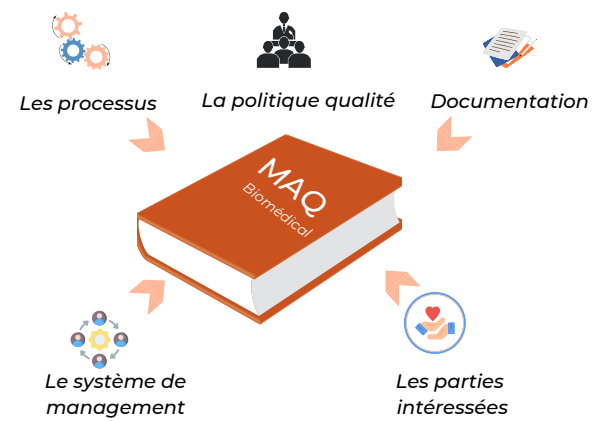 Les processus
La politique qualité
Documentation
MAQ
Biomédical
Le système de
management
Les parties
intéressées